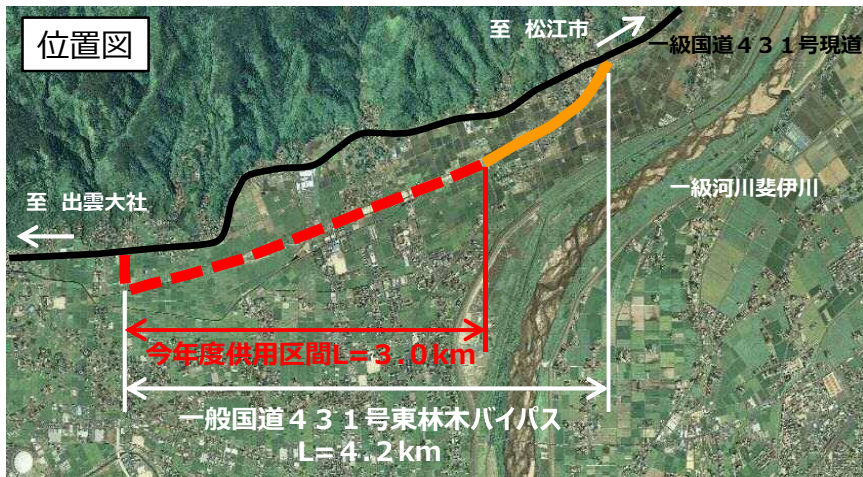 位置図
至 松江市
一級国道４３１号現道
至 出雲大社
一級河川斐伊川
今年度供用区間L=３.０km
一般国道４３１号東林木バイパス
L=４.２km